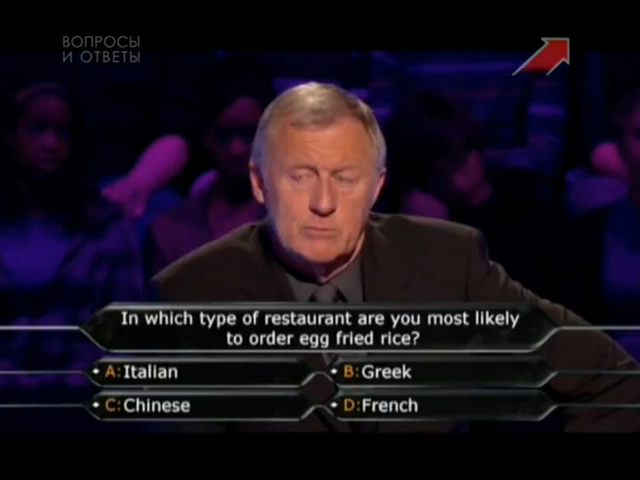 ВОПРОСЫ
И ОТВЕТЫ
In which type of restaurant are you most likely
to order egg fried rice?
A: Italian
B: Greek
C: Chinese
D: French